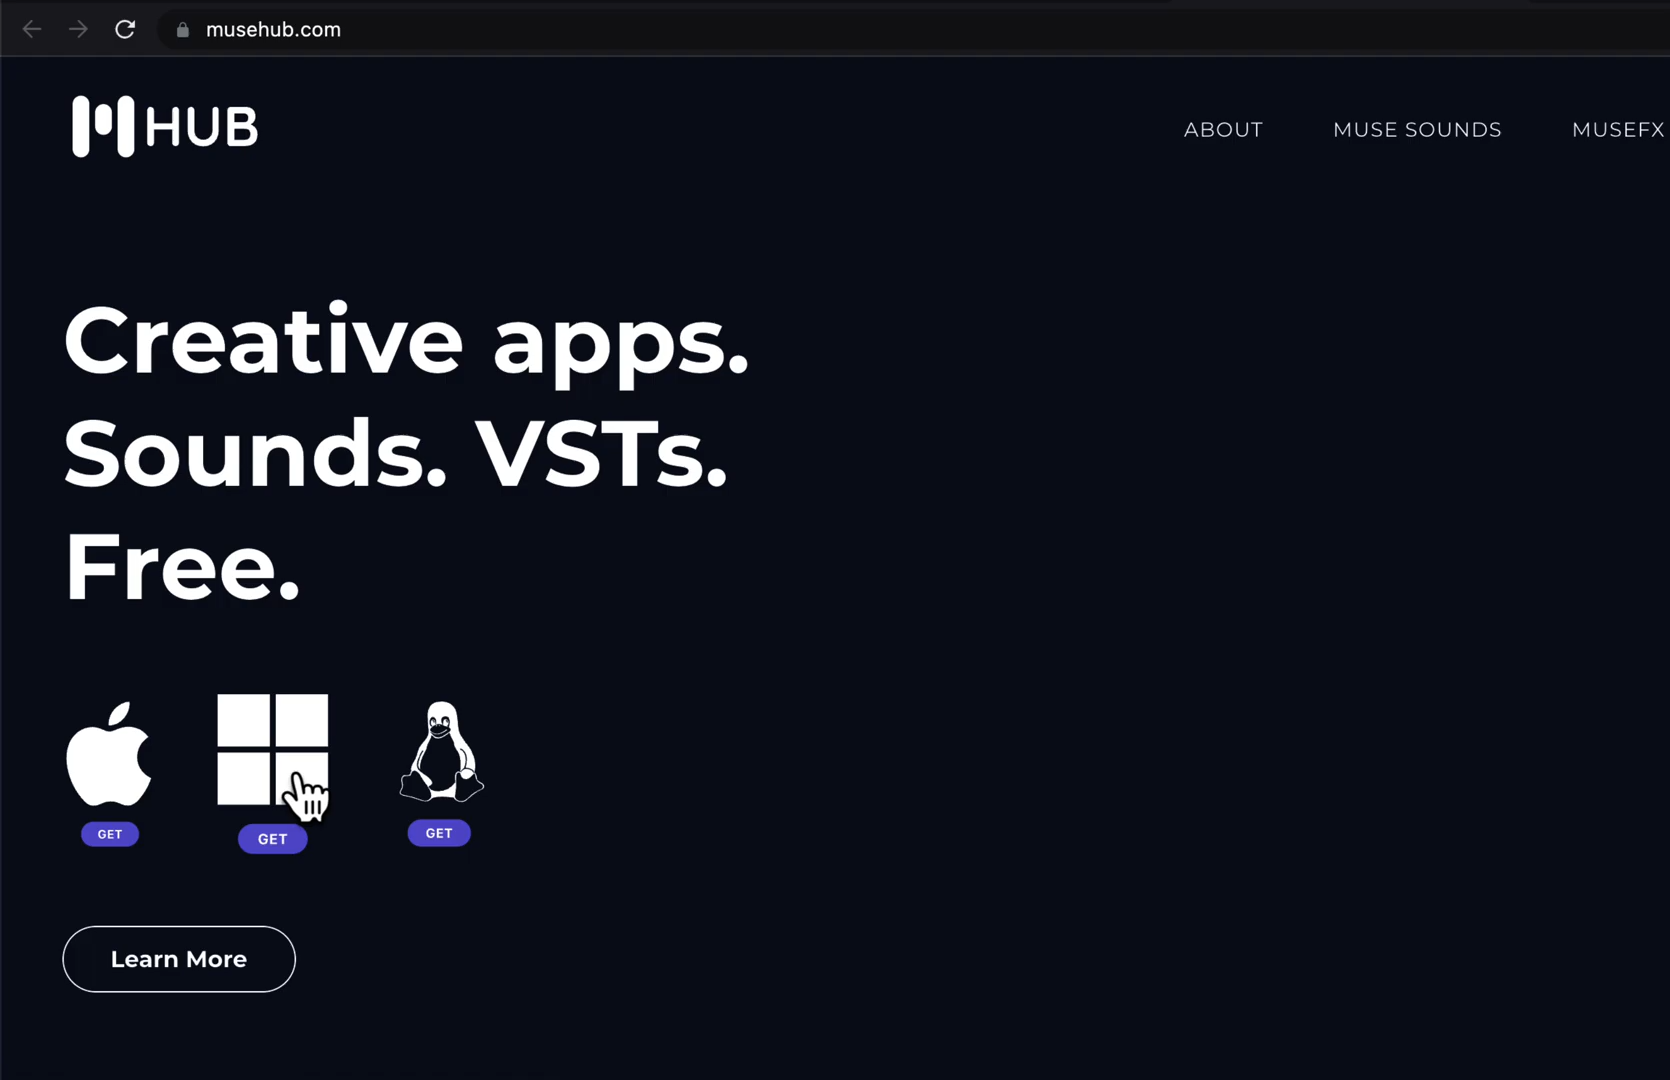 musehub.com
HUB
ABOUT
MUSE SOUNDS
MUSEFX
Creative apps.
Sounds. VSTs.
Free.
GET
GET
GET
Learn More